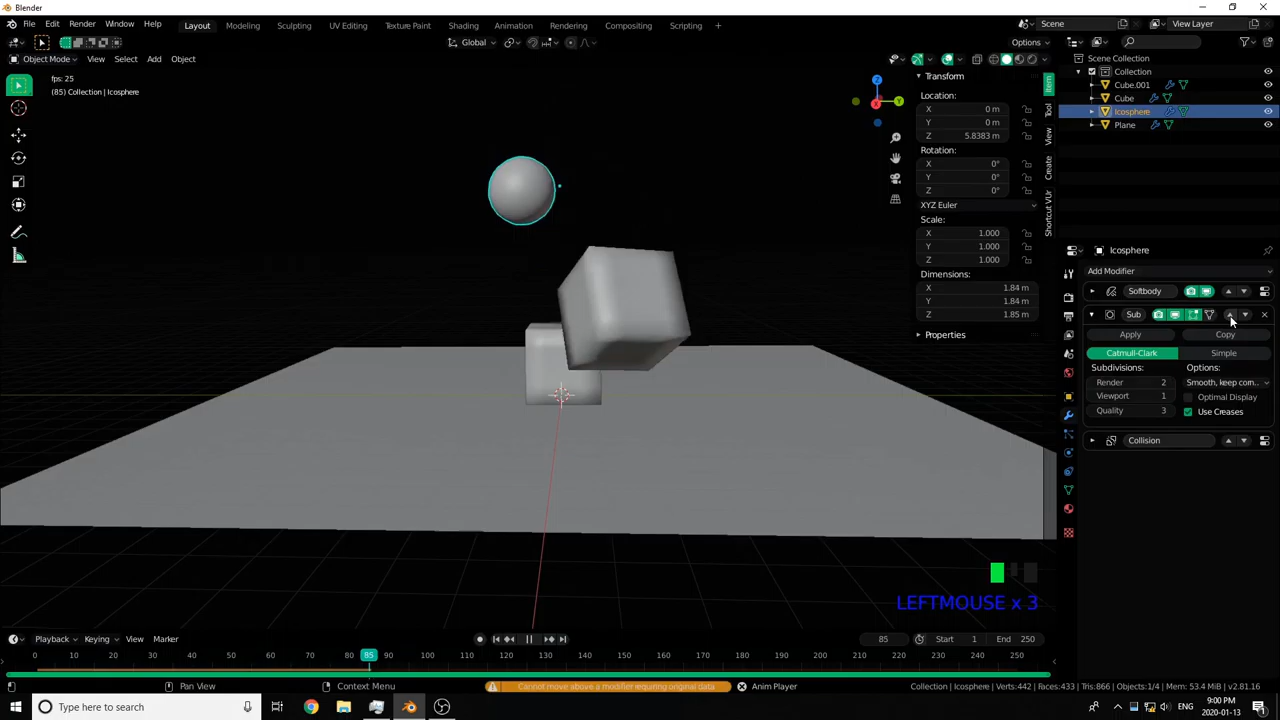 Blender
File Edit Render Window Help Layout Modeling Sculpting UV Editing Texture Paint Shading Animation Rendering Compositing Scripting + Scene View Layer
Global Options
Object Mode View Select Add Object
fps: 25
(85) Collection | Icosphere
Transform
Location:
X 0 m
Y 0 m
Z 5.8383 m
Rotation:
X 0°
Y 0°
Z 0°
XYZ Euler
Scale:
X 1.000
Y 1.000
Z 1.000
Dimensions:
X 1.84 m
Y 1.84 m
Z 1.85 m
Properties
Item
Tool
View
Create
Shortcut VUr
Z
Y
X
Scene Collection
Collection
Cube.001
Cube
Icosphere
Plane
Icosphere
Add Modifier
Softbody
Sub
Apply Copy
Catmull-Clark Simple
Subdivisions: Options:
Render 2 Smooth, keep corn..
Viewport 1 Optimal Display
Quality 3 Use Creases
Collision
LEFTMOUSE x 3
Playback Keying View Marker 85 Start 1 End 250
0 10 20 30 40 50 60 70 80 85 90 100 110 120 130 140 150 160 170 180 190 200 210 220 230 240 250
Pan View Context Menu Cannot move above a modifier requiring original data Anim Player Collection | Icosphere | Verts:442 | Faces:433 | Tris:866 | Objects:1/4 | Mem: 53.4 MiB | v2.81.16
Type here to search
ENG
9:00 PM
2020-01-13